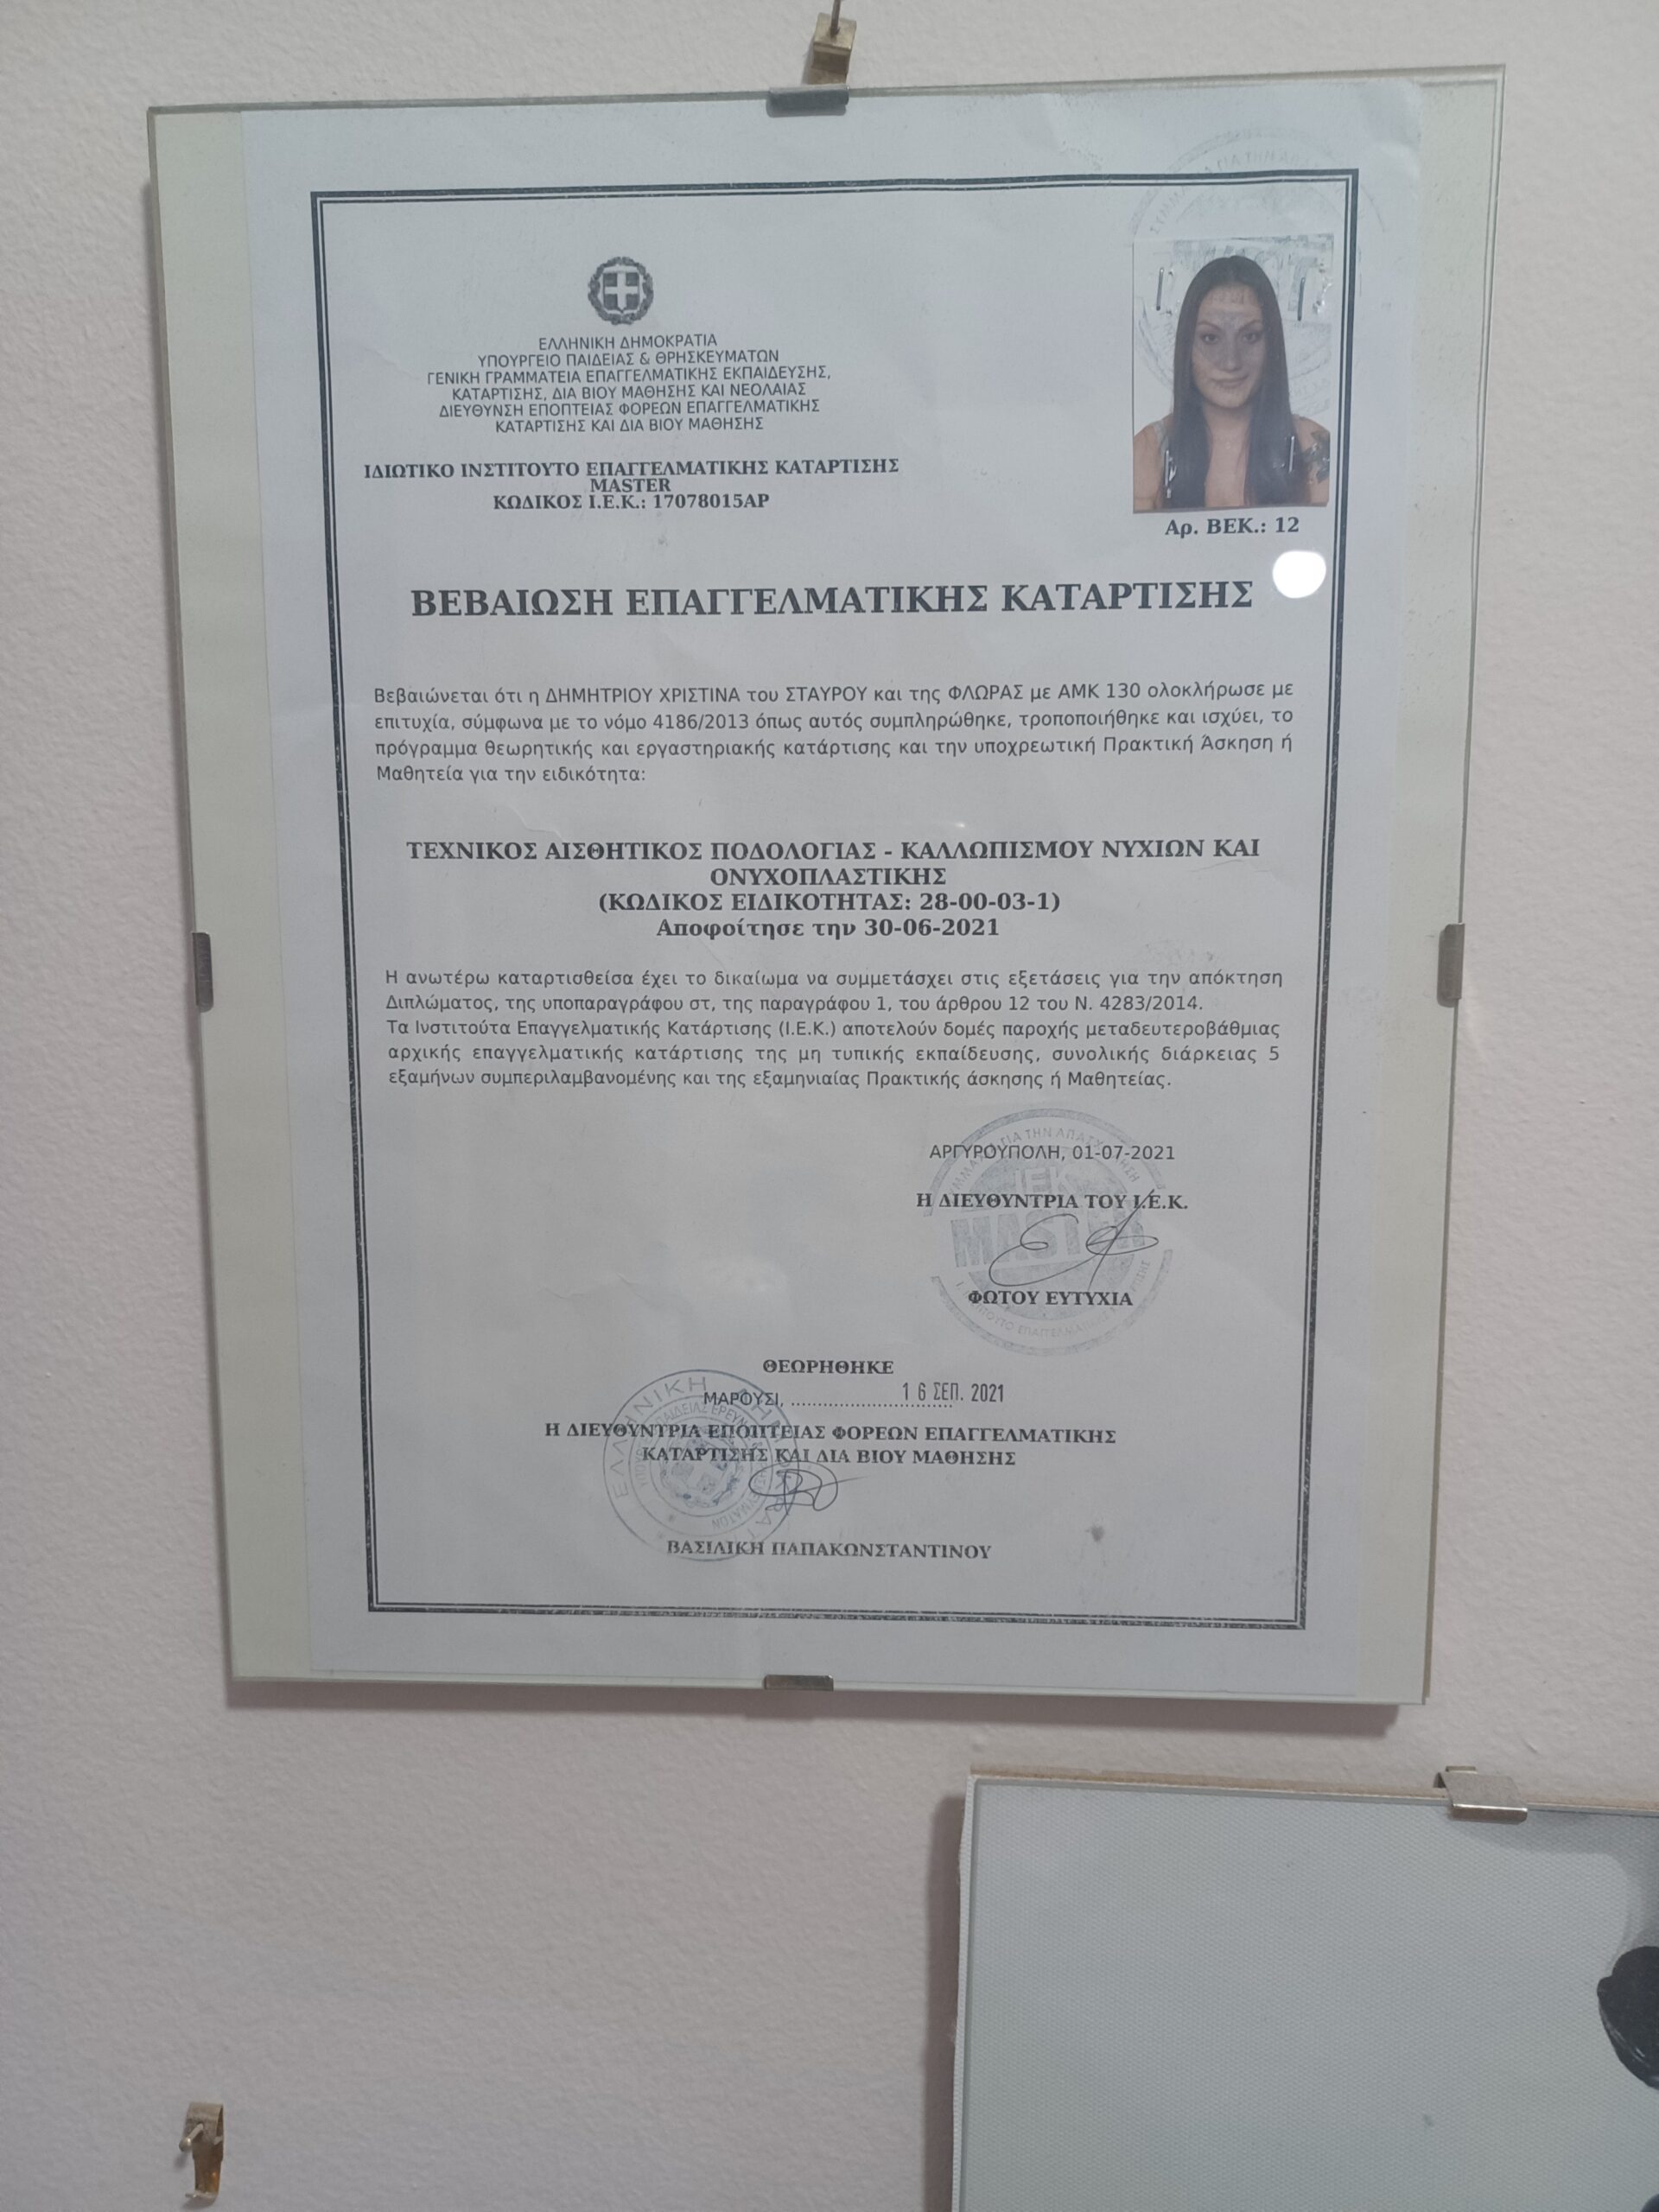 ΕΛΛΗΝΙΚΗ ΔΗΜΟΚΡΑΤΙΑ
ΥΠΟΥΡΓΕΙΟ ΠΑΙΔΕΙΑΣ & ΘΡΗΣΚΕΥΜΑΤΩΝ
ΓΕΝΙΚΗ ΓΡΑΜΜΑΤΕΙΑ ΕΠΑΓΓΕΛΜΑΤΙΚΗΣ ΕΚΠΑΙΔΕΥΣΗΣ,
ΚΑΤΑΡΤΙΣΗΣ, ΔΙΑ ΒΙΟΥ ΜΑΘΗΣΗΣ ΚΑΙ ΝΕΟΛΑΙΑΣ
ΔΙΕΥΘΥΝΣΗ ΕΠΟΠΤΕΙΑΣ ΦΟΡΕΩΝ ΕΠΑΓΓΕΛΜΑΤΙΚΗΣ
ΚΑΤΑΡΤΙΣΗΣ ΚΑΙ ΔΙΑ ΒΙΟΥ ΜΑΘΗΣΗΣ
ΙΔΙΩΤΙΚΟ ΙΝΣΤΙΤΟΥΤΟ ΕΠΑΓΓΕΛΜΑΤΙΚΗΣ ΚΑΤΑΡΤΙΣΗΣ
MASTER
ΚΩΔΙΚΟΣ Ι.Ε.Κ.: 17078015ΑΡ
Αρ. ΒΕΚ.: 12
ΒΕΒΑΙΩΣΗ ΕΠΑΓΓΕΛΜΑΤΙΚΗΣ ΚΑΤΑΡΤΙΣΗΣ
Βεβαιώνεται ότι η ΔΗΜΗΤΡΙΟΥ ΧΡΙΣΤΙΝΑ του ΣΤΑΥΡΟΥ και της ΦΛΩΡΑΣ με ΑΜΚ 130 ολοκλήρωσε με
επιτυχία, σύμφωνα με το νόμο 4186/2013 όπως αυτός συμπληρώθηκε, τροποποιήθηκε και ισχύει, το
πρόγραμμα θεωρητικής και εργαστηριακής κατάρτισης και την υποχρεωτική Πρακτική Άσκηση ή
Μαθητεία για την ειδικότητα:
ΤΕΧΝΙΚΟΣ ΑΙΣΘΗΤΙΚΟΣ ΠΟΔΟΛΟΓΙΑΣ - ΚΑΛΛΩΠΙΣΜΟΥ ΝΥΧΙΩΝ ΚΑΙ
ΟΝΥΧΟΠΛΑΣΤΙΚΗΣ
(ΚΩΔΙΚΟΣ ΕΙΔΙΚΟΤΗΤΑΣ: 28-00-03-1)
Αποφοίτησε την 30-06-2021
Η ανωτέρω καταρτισθείσα έχει το δικαίωμα να συμμετάσχει στις εξετάσεις για την απόκτηση
Διπλώματος, της υποπαραγράφου στ, της παραγράφου 1, του άρθρου 12 του Ν. 4283/2014.
Τα Ινστιτούτα Επαγγελματικής Κατάρτισης (Ι.Ε.Κ.) αποτελούν δομές παροχής μεταδευτεροβάθμιας
αρχικής επαγγελματικής κατάρτισης της μη τυπικής εκπαίδευσης, συνολικής διάρκειας 5
εξαμήνων συμπεριλαμβανομένης και της εξαμηνιαίας Πρακτικής άσκησης ή Μαθητείας.
ΑΡΓΥΡΟΥΠΟΛΗ, 01-07-2021
Η ΔΙΕΥΘΥΝΤΡΙΑ ΤΟΥ Ι.Ε.Κ.
MASTER
ΦΩΤΟΥ ΕΥΤΥΧΙΑ
ΘΕΩΡΗΘΗΚΕ
ΜΑΡΟΥΣΙ, .............................. 16 ΣΕΠ. 2021
Η ΔΙΕΥΘΥΝΤΡΙΑ ΕΠΟΠΤΕΙΑΣ ΦΟΡΕΩΝ ΕΠΑΓΓΕΛΜΑΤΙΚΗΣ
ΚΑΤΑΡΤΙΣΗΣ ΚΑΙ ΔΙΑ ΒΙΟΥ ΜΑΘΗΣΗΣ
ΒΑΣΙΛΙΚΗ ΠΑΠΑΚΩΝΣΤΑΝΤΙΝΟΥ